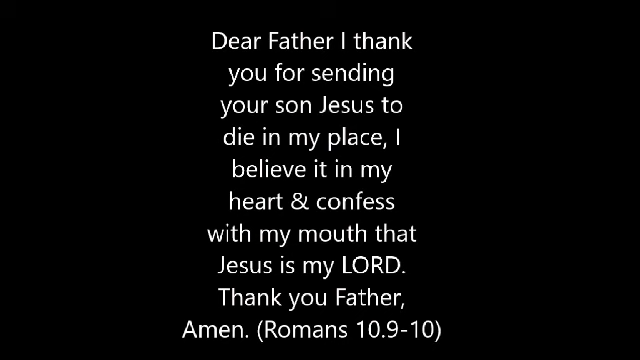 Dear Father I thank
you for sending
your son Jesus to
die in my place, I
believe it in my
heart & confess
with my mouth that
Jesus is my LORD.
Thank you Father,
Amen. (Romans 10.9-10)